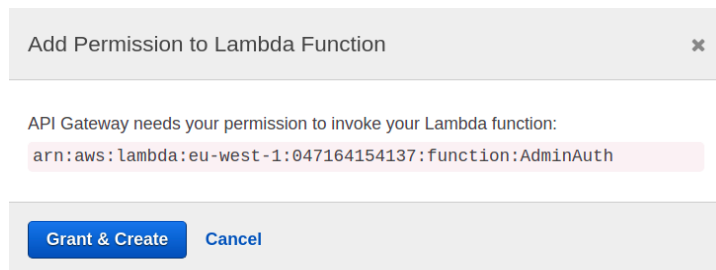 Add Permission to Lambda Function
API Gateway needs your permission to invoke your Lambda function:
arn:aws:lambda:eu-west-1:047164154137:function:AdminAuth
Grant & Create Cancel